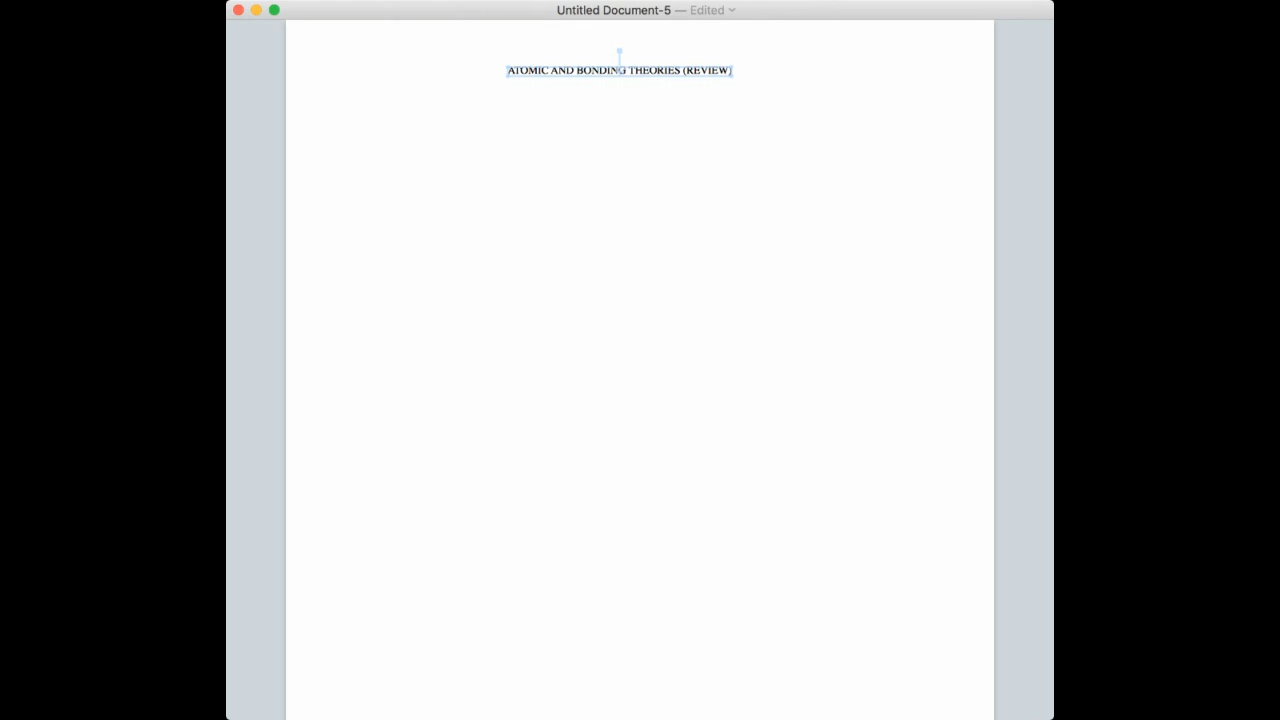 Untitled Document-5 — Edited
ATOMIC AND BONDING THEORIES (REVIEW)